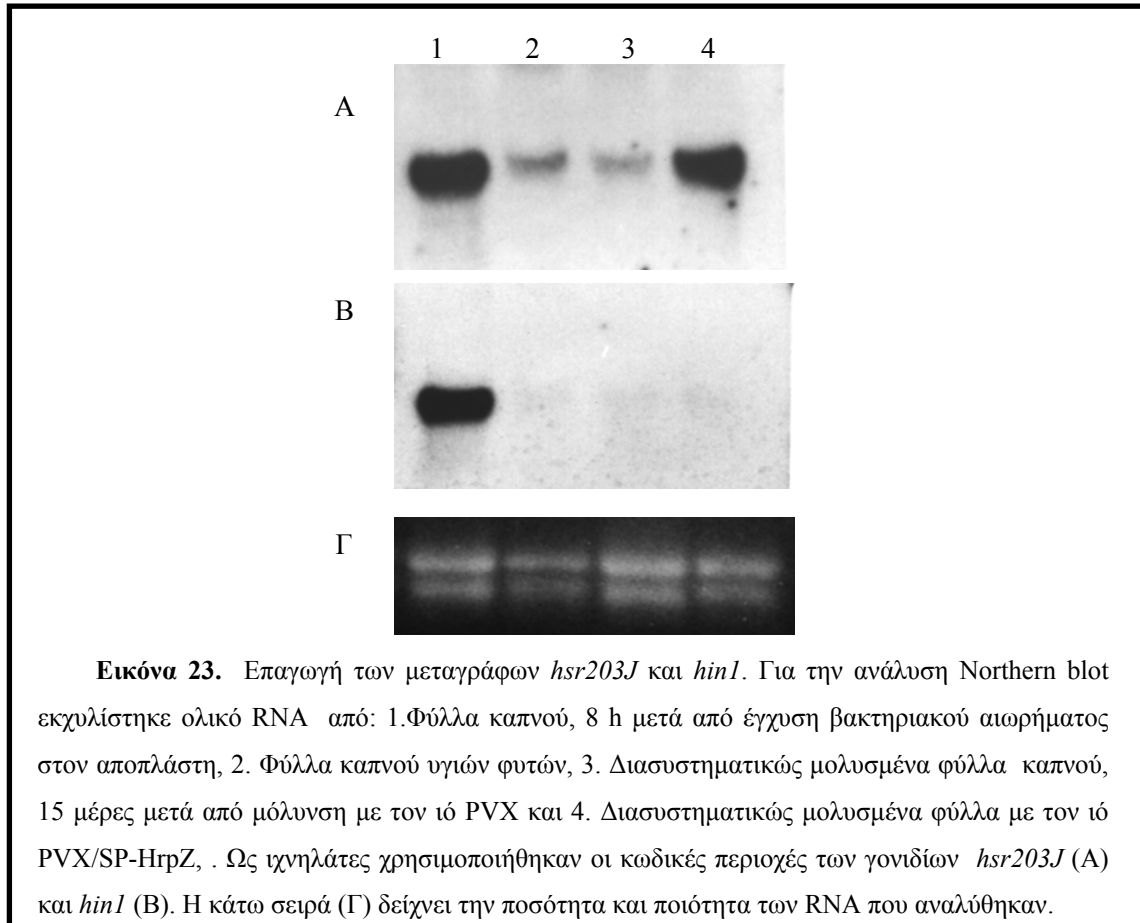 1 2 3 4
Α
Β
Γ
Εικόνα 23. Επαγωγή των μεταγράφων hsr203J και hin1. Για την ανάλυση Northern blot
εκχυλίστηκε ολικό RNA από: 1.Φύλλα καπνού, 8 h μετά από έγχυση βακτηριακού αιωρήματος
στον αποπλάστη, 2. Φύλλα καπνού υγιών φυτών, 3. Διασυστηματικώς μολυσμένα φύλλα καπνού,
15 μέρες μετά από μόλυνση με τον ιό PVX και 4. Διασυστηματικώς μολυσμένα φύλλα με τον ιό
PVX/SP-HrpZ, . Ως ιχνηλάτες χρησιμοποιήθηκαν οι κωδικές περιοχές των γονιδίων hsr203J (Α)
και hin1 (Β). Η κάτω σειρά (Γ) δείχνει την ποσότητα και ποιότητα των RNA που αναλύθηκαν.